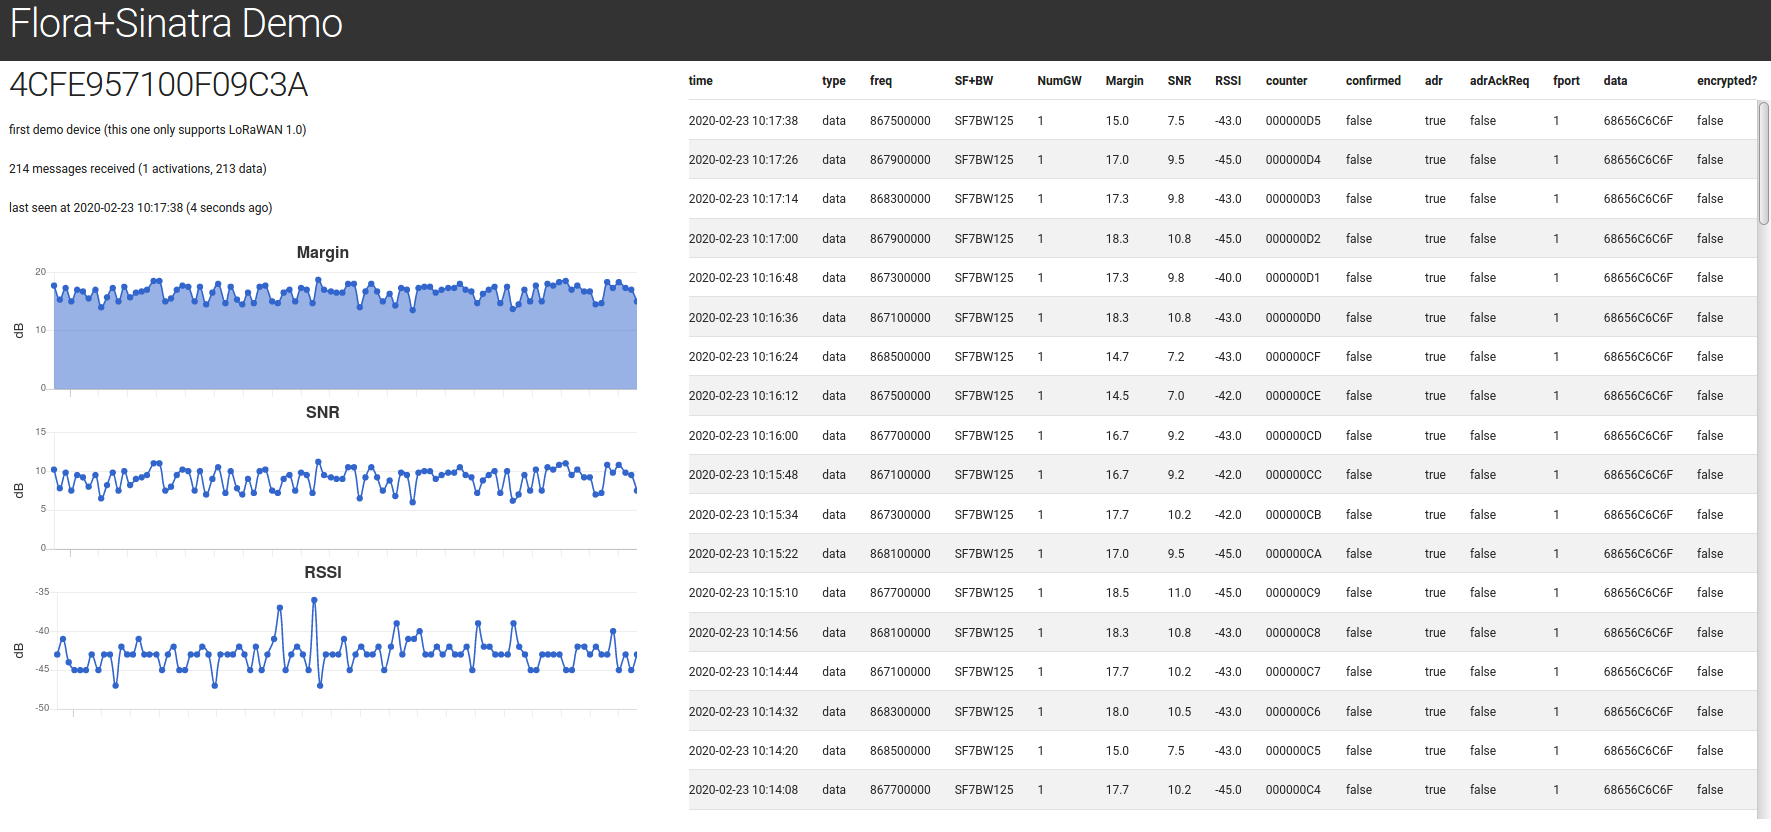 Flora+Sinatra Demo
4CFE957100F09C3A
first demo device (this one only supports LoRaWAN 1.0)
214 messages received (1 activations, 213 data)
last seen at 2020-02-23 10:17:38 (4 seconds ago)
Margin
20
10
0
dB
SNR
15
10
5
0
dB
RSSI
-35
-40
-45
-50
dB
time type freq SF+BW NumGW Margin SNR RSSI counter confirmed adr adrAckReq fport data encrypted?
2020-02-23 10:17:38 data 867500000 SF7BW125 1 15.0 7.5 -43.0 000000D5 false true false 1 68656C6C6F false
2020-02-23 10:17:26 data 867900000 SF7BW125 1 17.0 9.5 -45.0 000000D4 false true false 1 68656C6C6F false
2020-02-23 10:17:14 data 868300000 SF7BW125 1 17.3 9.8 -43.0 000000D3 false true false 1 68656C6C6F false
2020-02-23 10:17:00 data 867900000 SF7BW125 1 18.3 10.8 -45.0 000000D2 false true false 1 68656C6C6F false
2020-02-23 10:16:48 data 867300000 SF7BW125 1 17.3 9.8 -40.0 000000D1 false true false 1 68656C6C6F false
2020-02-23 10:16:36 data 867100000 SF7BW125 1 18.3 10.8 -43.0 000000D0 false true false 1 68656C6C6F false
2020-02-23 10:16:24 data 868500000 SF7BW125 1 14.7 7.2 -43.0 000000CF false true false 1 68656C6C6F false
2020-02-23 10:16:12 data 867500000 SF7BW125 1 14.5 7.0 -42.0 000000CE false true false 1 68656C6C6F false
2020-02-23 10:16:00 data 867700000 SF7BW125 1 16.7 9.2 -43.0 000000CD false true false 1 68656C6C6F false
2020-02-23 10:15:48 data 867100000 SF7BW125 1 16.7 9.2 -42.0 000000CC false true false 1 68656C6C6F false
2020-02-23 10:15:34 data 867300000 SF7BW125 1 17.7 10.2 -42.0 000000CB false true false 1 68656C6C6F false
2020-02-23 10:15:22 data 868100000 SF7BW125 1 17.0 9.5 -45.0 000000CA false true false 1 68656C6C6F false
2020-02-23 10:15:10 data 867700000 SF7BW125 1 18.5 11.0 -45.0 000000C9 false true false 1 68656C6C6F false
2020-02-23 10:14:56 data 868100000 SF7BW125 1 18.3 10.8 -43.0 000000C8 false true false 1 68656C6C6F false
2020-02-23 10:14:44 data 867100000 SF7BW125 1 17.7 10.2 -43.0 000000C7 false true false 1 68656C6C6F false
2020-02-23 10:14:32 data 868300000 SF7BW125 1 18.0 10.5 -43.0 000000C6 false true false 1 68656C6C6F false
2020-02-23 10:14:20 data 868500000 SF7BW125 1 15.0 7.5 -43.0 000000C5 false true false 1 68656C6C6F false
2020-02-23 10:14:08 data 867700000 SF7BW125 1 17.7 10.2 -45.0 000000C4 false true false 1 68656C6C6F false